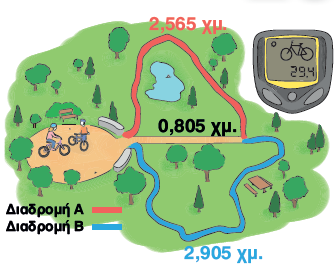 2,565 χμ.
29.4
0,805 χμ.
Διαδρομή Α
Διαδρομή Β
2,905 χμ.